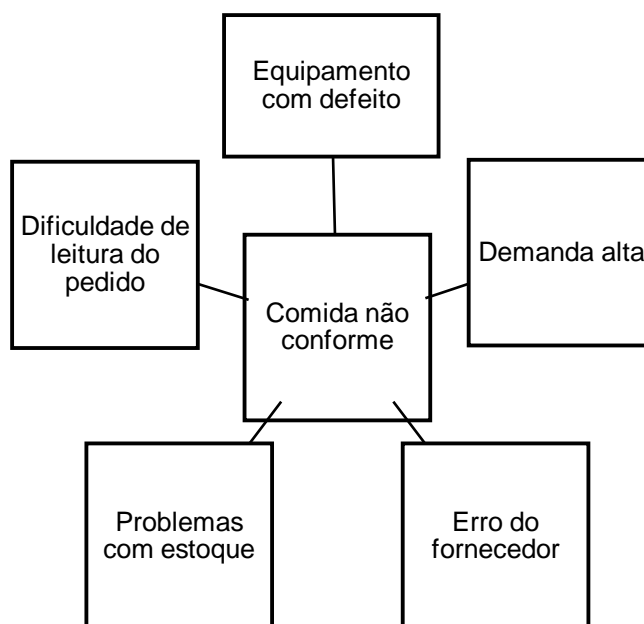 Equipamento
com defeito
Dificuldade de
leitura do
pedido
Demanda alta
Comida não
conforme
Problemas
com estoque
Erro do
fornecedor